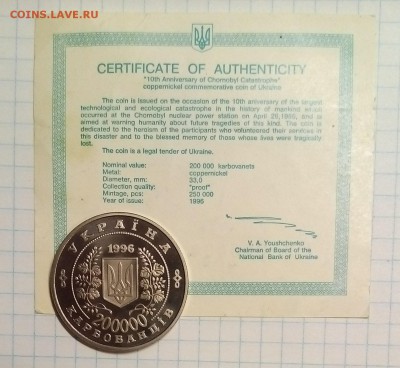 COINS.LAVE.RU
CERTIFICATE OF AUTHENTICITY
"10th Anniversary of Chornobyl Catastrophe"
coppernickel commemorative coin of Ukraine
The coin is issued on the occasion of the 10th aniversary of the largest
technological and ecological catastrophe in the history of mankind
occured at the Chornobyl nuclear power station on April 26, and is
aimed at warning humanity about future tragedies of this kind. The coin is
dedicated to the heroism of the participants who volunteered their services in
this disaster and to the blessed memory of those whose lives were tragically
lost.
The coin is a legal tender of Ukraine.
Nominal value: 200 000 karbovanets
Metal: coppernickel
Diameter, mm: 33,0
Collection quality: "proof"
Mintage, pcs: 250 000
Year of issue: 1996
V. A. Youshchenko
Chairman of Board of the
National Bank of Ukraine
УКРАЇНА
1996
200000
КАРБОВАНЦІВ